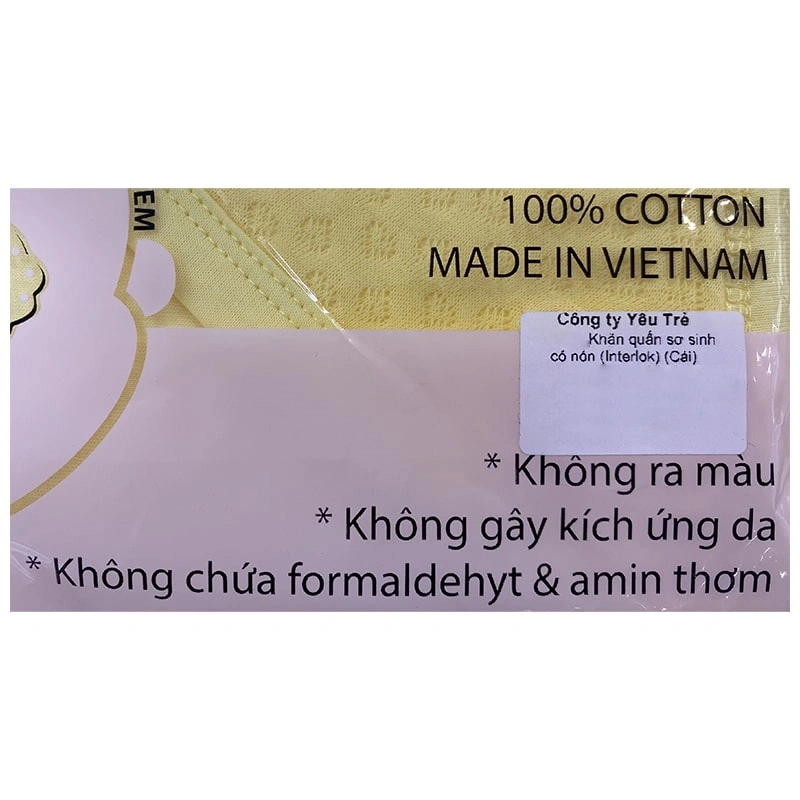 EM
100% COTTON
MADE IN VIETNAM
Công ty Yêu Trẻ
Khăn quấn sơ sinh
có nón (Interlok) (Cái)
* Không ra màu
* Không gây kích ứng da
* Không chứa formaldehyt & amin thơm